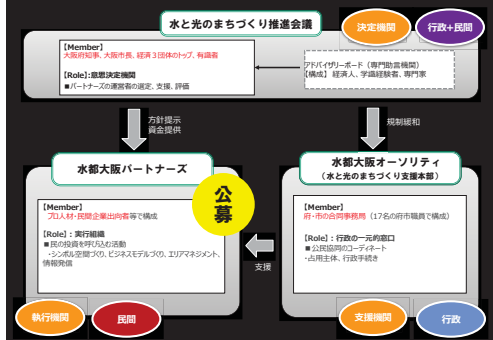 水と光のまちづくり推進会議
決定機関
行政+民間
【Member】
大阪府知事、大阪市長、経済3団体のトップ、有識者
【Role】:意思決定機関
■パートナーズの運営者の選定、支援、評価
アドバイザリーボード（専門助言機関）
【構成】 経済人、学識経験者、専門家
方針提示
資金提供
規制緩和
水都大阪パートナーズ
公募
【Member】
プロ人材・民間企業出向者等で構成
【Role】: 実行組織
■民の投資を呼び込む活動
・シンボル空間づくり、ビジネスモデルづくり、エリアマネジメント、
情報発信
支援
水都大阪オーソリティ
（水と光のまちづくり支援本部）
【Member】
府・市の合同事務局（17名の府市職員で構成）
【Role】: 行政の一元的窓口
■公民協同のコーディネート
・占用主体、行政手続き
執行機関
民間
支援機関
行政